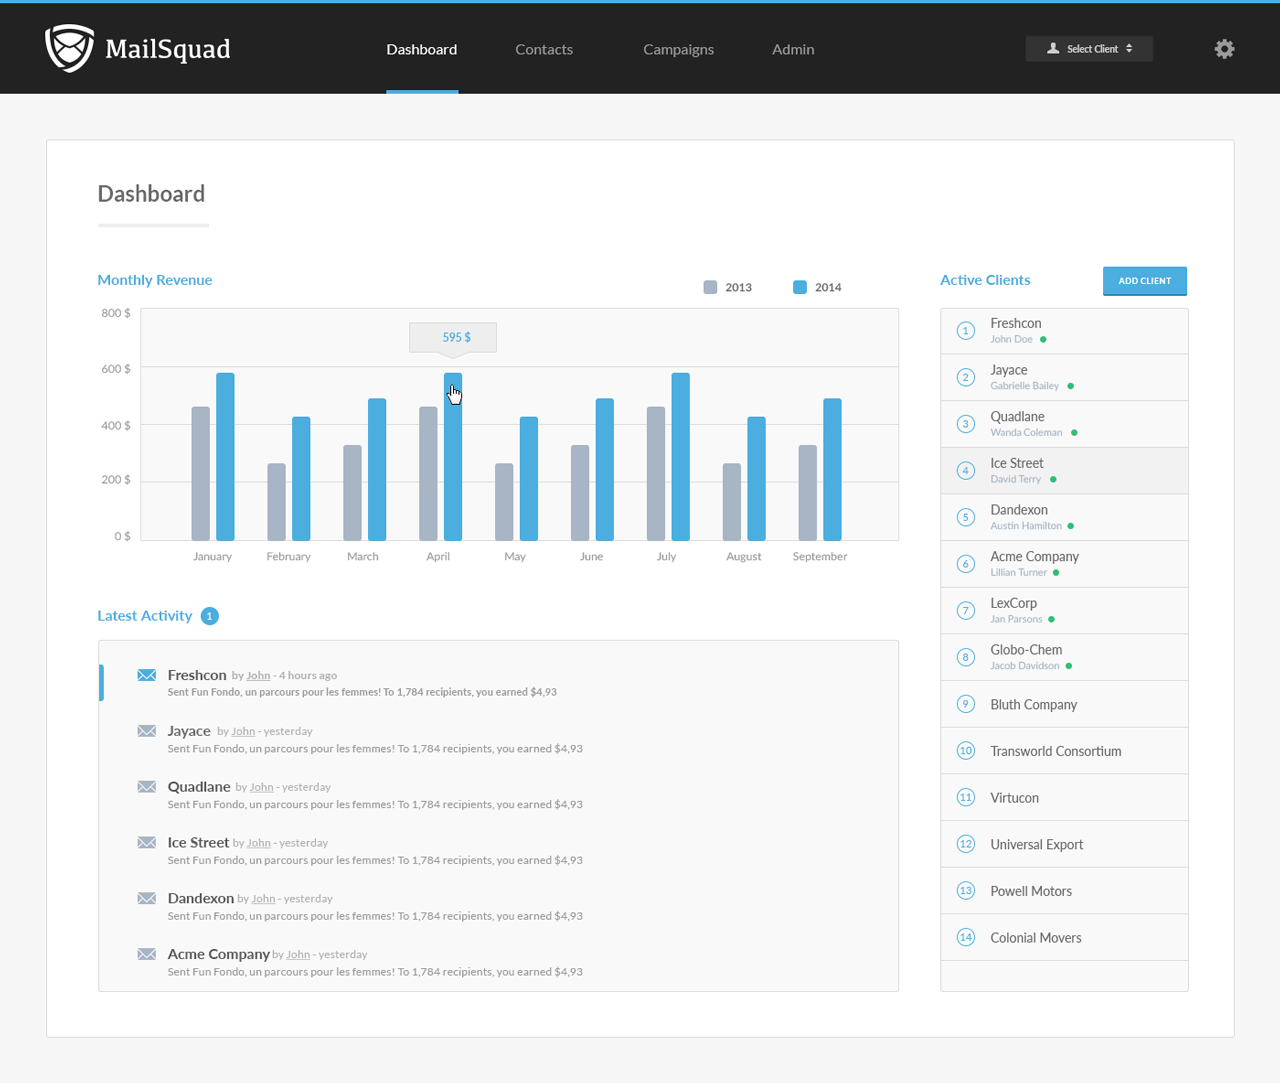 MailSquad
Dashboard
Contacts
Campaigns
Admin
Select Client
Dashboard
Monthly Revenue
2013
2014
800 $
600 $
400 $
200 $
0 $
595 $
January
February
March
April
May
June
July
August
September
Latest Activity 1
Freshcon by John - 4 hours ago
Sent Fun Fondo, un parcours pour les femmes! To 1,784 recipients, you earned $4,93
Jayace by John - yesterday
Sent Fun Fondo, un parcours pour les femmes! To 1,784 recipients, you earned $4,93
Quadlane by John - yesterday
Sent Fun Fondo, un parcours pour les femmes! To 1,784 recipients, you earned $4,93
Ice Street by John - yesterday
Sent Fun Fondo, un parcours pour les femmes! To 1,784 recipients, you earned $4,93
Dandexon by John - yesterday
Sent Fun Fondo, un parcours pour les femmes! To 1,784 recipients, you earned $4,93
Acme Company by John - yesterday
Sent Fun Fondo, un parcours pour les femmes! To 1,784 recipients, you earned $4,93
Active Clients
ADD CLIENT
1 Freshcon
John Doe
2 Jayace
Gabrielle Bailey
3 Quadlane
Wanda Coleman
4 Ice Street
David Terry
5 Dandexon
Austin Hamilton
6 Acme Company
Lillian Turner
7 LexCorp
Jan Parsons
8 Globo-Chem
Jacob Davidson
9 Bluth Company
10 Transworld Consortium
11 Virtucon
12 Universal Export
13 Powell Motors
14 Colonial Movers